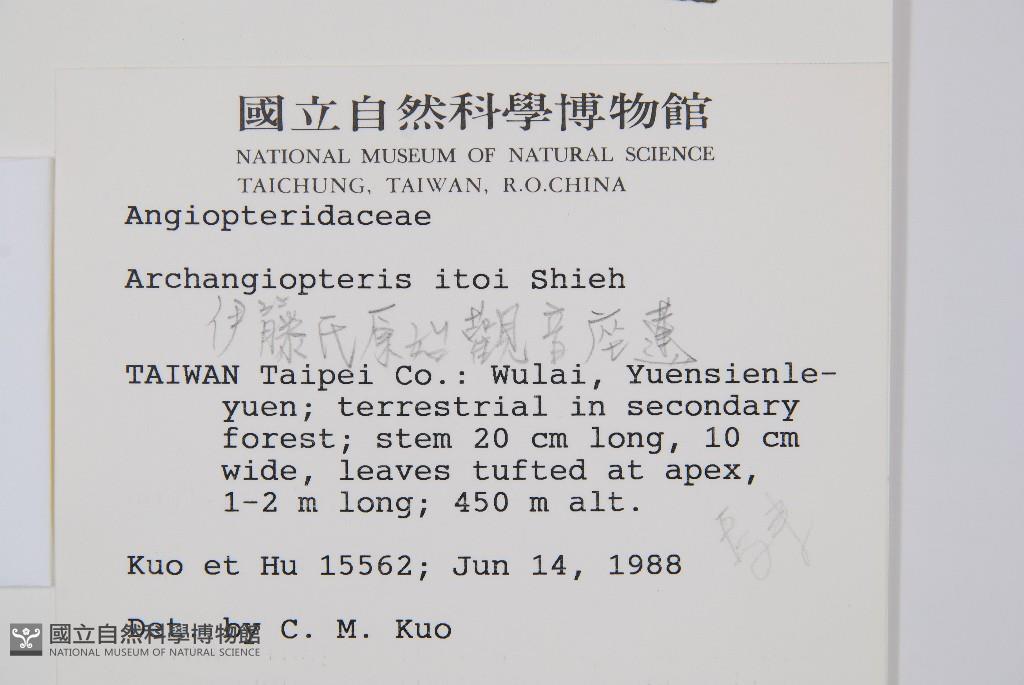 國立自然科學博物館
NATIONAL MUSEUM OF NATURAL SCIENCE
TAICHUNG, TAIWAN, R.O.CHINA
Angiopteridaceae
Archangiopteris itoi Shieh
伊藤氏原始觀音座蓮
TAIWAN Taipei Co.: Wulai, Yuensienle-
yuen; terrestrial in secondary
forest; stem 20 cm long, 10 cm
wide, leaves tufted at apex,
1-2 m long; 450 m alt.
Kuo et Hu 15562; Jun 14, 1988
Det. by C. M. Kuo
國立自然科學博物館
NATIONAL MUSEUM OF NATURAL SCIENCE